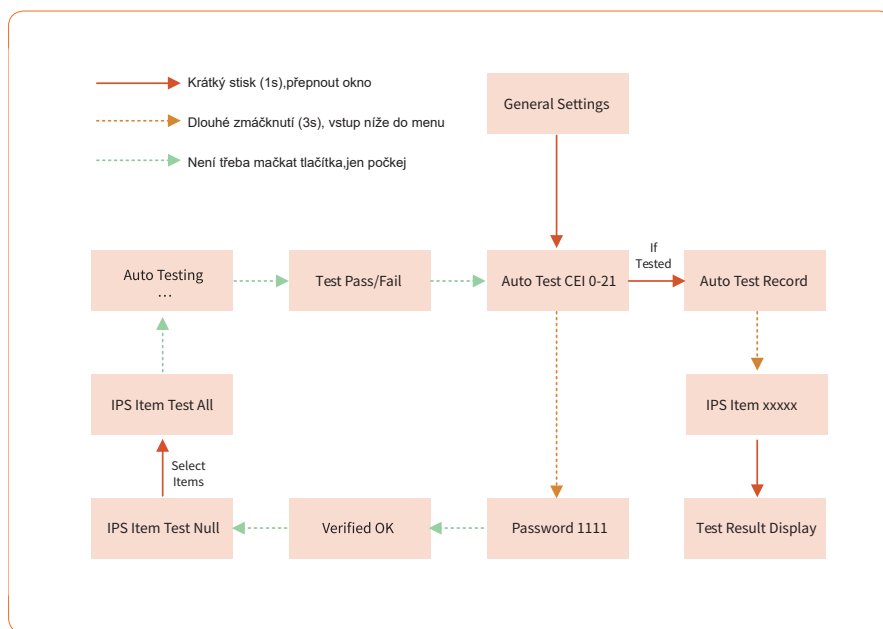 Krátký stisk (1s),přepnout okno
Dlouhé zmáčknutí (3s), vstup níže do menu
Není třeba mačkat tlačítka,jen počkej
General Settings
Auto Testing
...
Test Pass/Fail
Auto Test CEI 0-21
If
Tested
Auto Test Record
IPS Item Test All
IPS Item xxxxx
Select
Items
IPS Item Test Null
Verified OK
Password 1111
Test Result Display